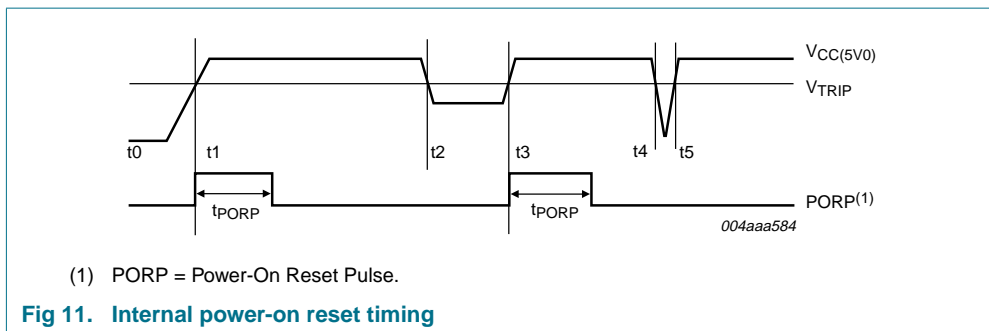 VCC(5V0)
VTRIP
t0 t1 t2 t3 t4 t5
tPORP tPORP PORP(1)
004aaa584
(1) PORP = Power-On Reset Pulse.
Fig 11. Internal power-on reset timing